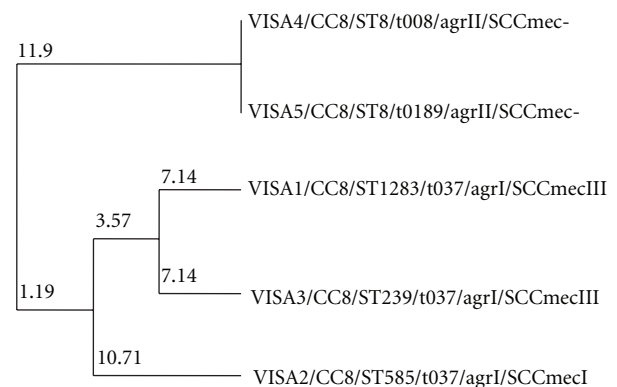 VISA4/CC8/ST8/t008/agrII/SCCmec-
11.9
VISA5/CC8/ST8/t0189/agrII/SCCmec-
7.14
VISA1/CC8/ST1283/t037/agrI/SCCmecIII
3.57
7.14
1.19
VISA3/CC8/ST239/t037/agrI/SCCmecIII
10.71
VISA2/CC8/ST585/t037/agrI/SCCmecI